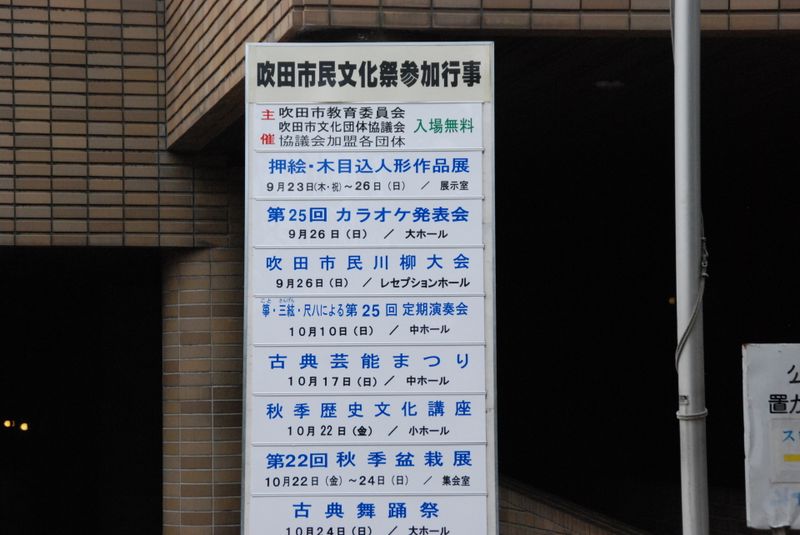 吹田市民文化祭参加行事
主催
吹田市教育委員会
吹田市文化団体協議会
協議会加盟各団体
入場無料
押絵・木目込人形作品展
9月23日(木・祝)～26日(日) ／ 展示室
第25回 カラオケ発表会
9月26日(日) ／ 大ホール
吹田市民川柳大会
9月26日(日) ／ レセプションホール
箏・三絃・尺八による第25回定期演奏会
10月10日(日) ／ 中ホール
古典芸能まつり
10月17日(日) ／ 中ホール
秋季歴史文化講座
10月22日(金) ／ 小ホール
第22回 秋季盆栽展
10月22日(金)～24日(日) ／ 集会室
古典舞踊祭
10月24日(日) ／ 大ホール
置か